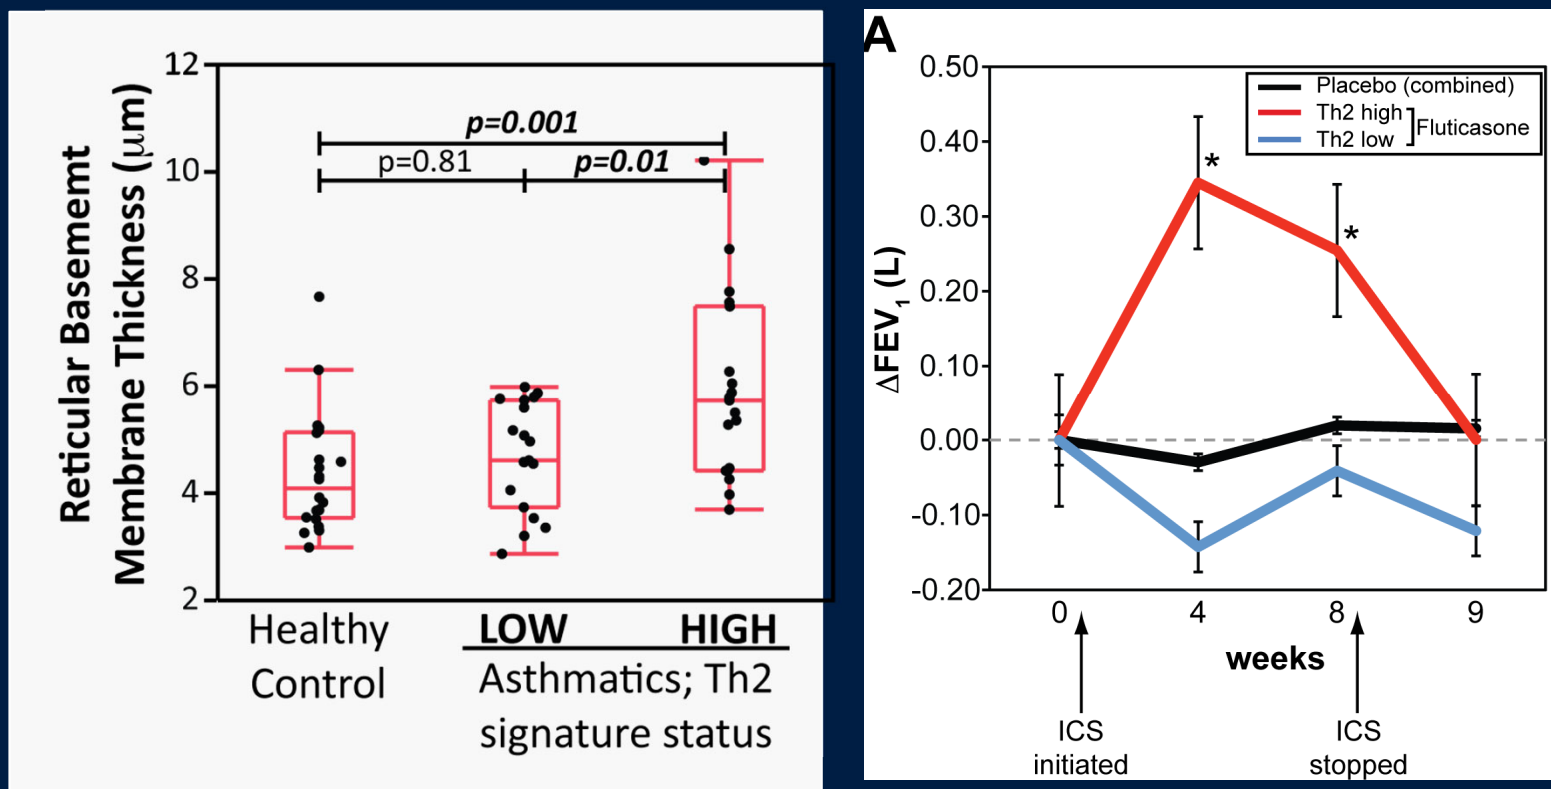 Reticular Basememt
Membrane Thickness (μm)
12
10
8
6
4
2
p=0.001
p=0.81
p=0.01
Healthy
Control
LOW
HIGH
Asthmatics; Th2
signature status
A
ΔFEV1 (L)
0.50
0.40
0.30
0.20
0.10
0.00
-0.10
-0.20
Placebo (combined)
Th2 high
Th2 low
Fluticasone
*
*
0 4 8 9
weeks
ICS
initiated
ICS
stopped